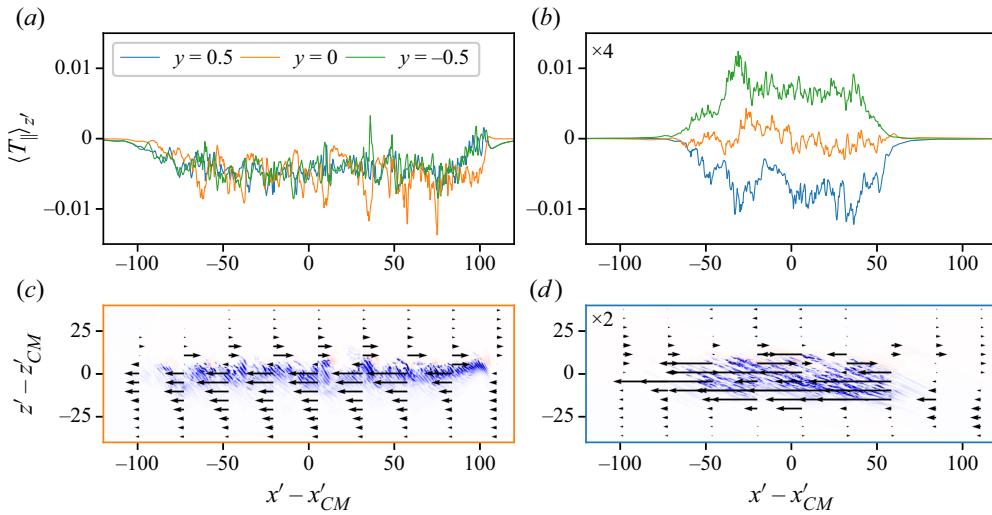 (a) (b)
y = 0.5 y = 0 y = –0.5
×4
0.01 0.01
0 0
–0.01 –0.01
⟨T∥⟩z′
–100 –50 0 50 100 –100 –50 0 50 100
(c) (d)
×2
25 25
0 0
–25 –25
z′ – z′CM
–100 –50 0 50 100 –100 –50 0 50 100
x′ – x′CM x′ – x′CM